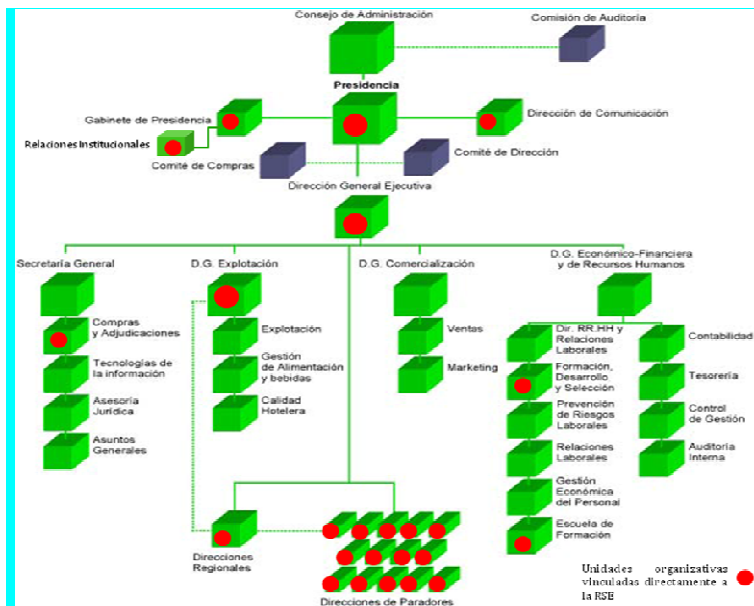 Consejo de Administración
Comisión de Auditoría
Presidencia
Gabinete de Presidencia
Dirección de Comunicación
Relaciones Institucionales
Comité de Compras
Comité de Dirección
Dirección General Ejecutiva
Secretaría General
D.G. Explotación
D.G. Comercialización
D.G. Económico-Financiera
y de Recursos Humanos
Compras
y Adjudicaciones
Tecnologías de
la información
Asesoría
Jurídica
Asuntos
Generales
Explotación
Gestión
de Alimentación
y bebidas
Calidad
Hotelera
Ventas
Marketing
Dir. RR.HH y
Relaciones
Laborales
Formación,
Desarrollo
y Selección
Prevención
de Riesgos
Laborales
Relaciones
Laborales
Gestión
Económica
del Personal
Escuela de
Formación
Contabilidad
Tesorería
Control
de Gestión
Auditoría
Interna
Direcciones
Regionales
Direcciones de Paradores
Unidades organizativas
vinculadas directamente a
la RSE